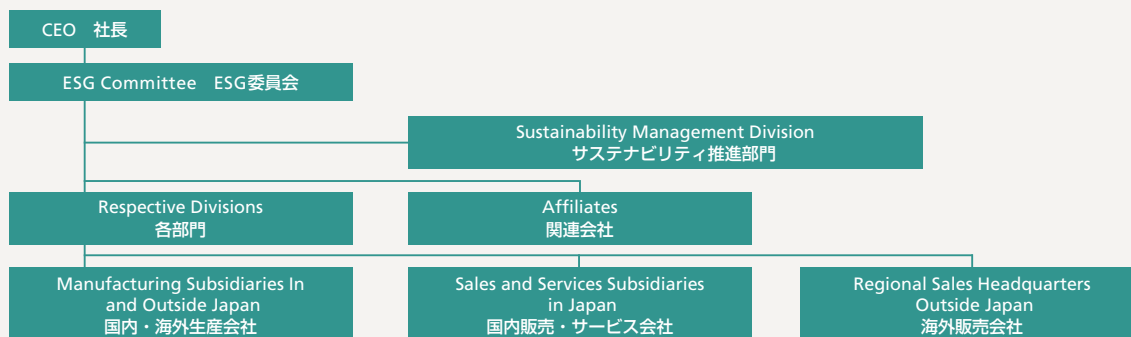 CEO　社長
ESG Committee　ESG委員会
Sustainability Management Division
サステナビリティ推進部門
Respective Divisions
各部門
Affiliates
関連会社
Manufacturing Subsidiaries In
and Outside Japan
国内・海外生産会社
Sales and Services Subsidiaries
in Japan
国内販売・サービス会社
Regional Sales Headquarters
Outside Japan
海外販売会社